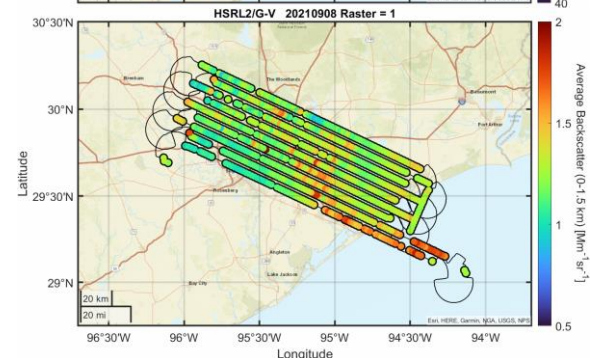 40
HSRL2/G-V 20210908 Raster = 1
30°30'N
2
Brenham
The Woodlands
Beaumont
30°N
Port Arthur
1.5
Latitude
Average Backscatter (0-1.5 km) [Mm⁻¹sr⁻¹]
29°30'N
Rosenberg
1
Angleton
Lake Jackson
29°N
Bay City
20 km
20 mi
Esri, HERE, Garmin, NGA, USGS, NPS
0.5
96°30'W 96°W 95°30'W 95°W 94°30'W 94°W
Longitude